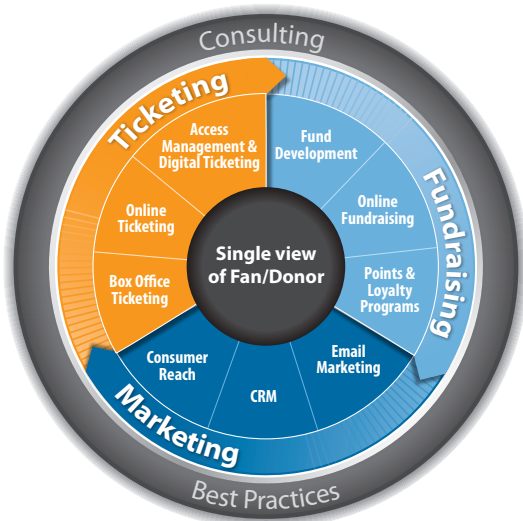 Consulting
Ticketing
Access
Management &
Digital Ticketing
Online
Ticketing
Box Office
Ticketing
Fundraising
Fund
Development
Online
Fundraising
Points &
Loyalty
Programs
Single view
of Fan/Donor
Marketing
Consumer
Reach
CRM
Email
Marketing
Best Practices